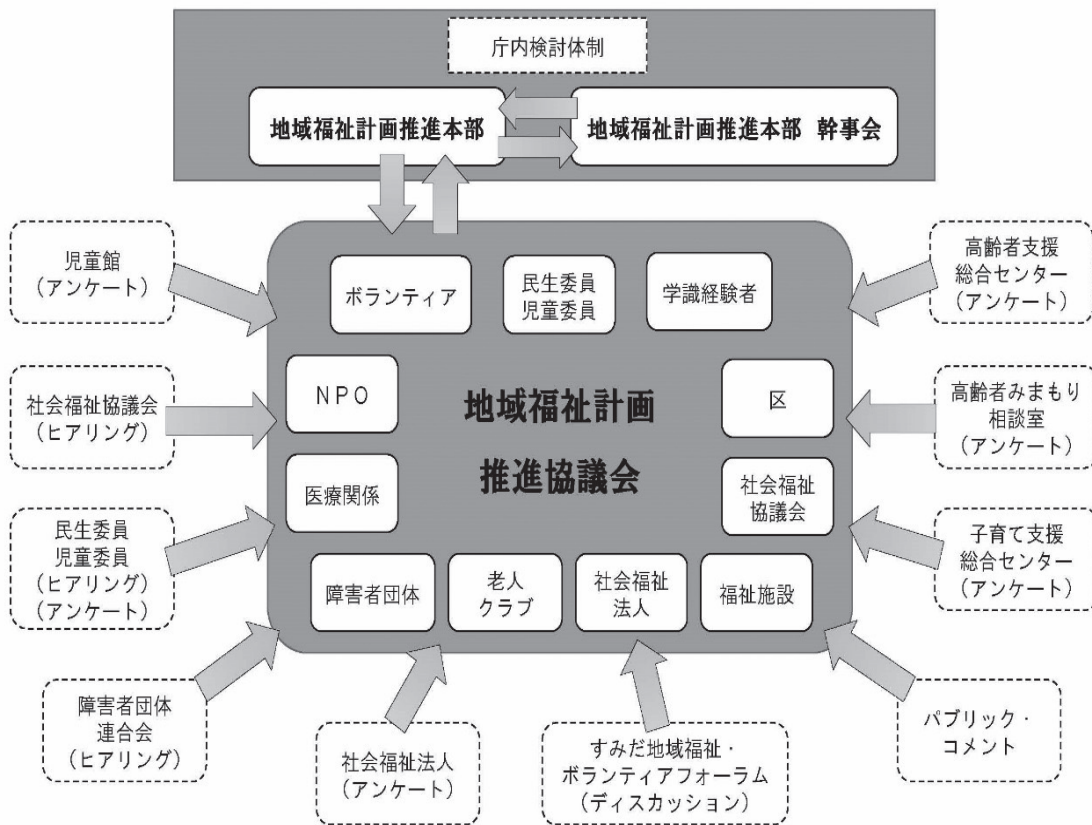 庁内検討体制
地域福祉計画推進本部
地域福祉計画推進本部 幹事会
児童館
(アンケート)
社会福祉協議会
(ヒアリング)
民生委員
児童委員
(ヒアリング)
(アンケート)
障害者団体
連合会
(ヒアリング)
ボランティア
民生委員
児童委員
学識経験者
NPO
区
地域福祉計画
推進協議会
医療関係
社会福祉
協議会
障害者団体
老人
クラブ
社会福祉
法人
福祉施設
高齢者支援
総合センター
(アンケート)
高齢者みまもり
相談室
(アンケート)
子育て支援
総合センター
(アンケート)
社会福祉法人
(アンケート)
すみだ地域福祉・
ボランティアフォーラム
(ディスカッション)
パブリック・
コメント